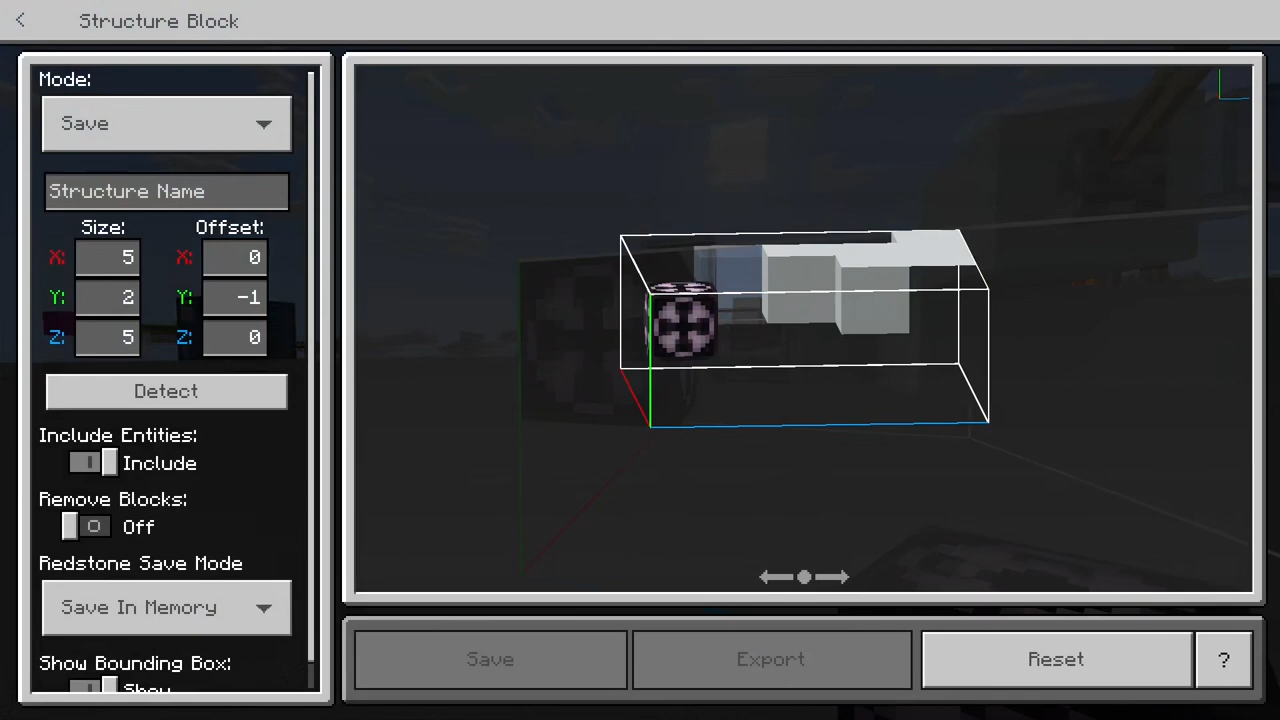 Structure Block
Mode:
Save
Structure Name
Size: Offset:
X: 5 X: 0
Y: 2 Y: -1
Z: 5 Z: 0
Detect
Include Entities:
Include
Remove Blocks:
Off
Redstone Save Mode
Save In Memory
Show Bounding Box:
Show
Save Export Reset ?